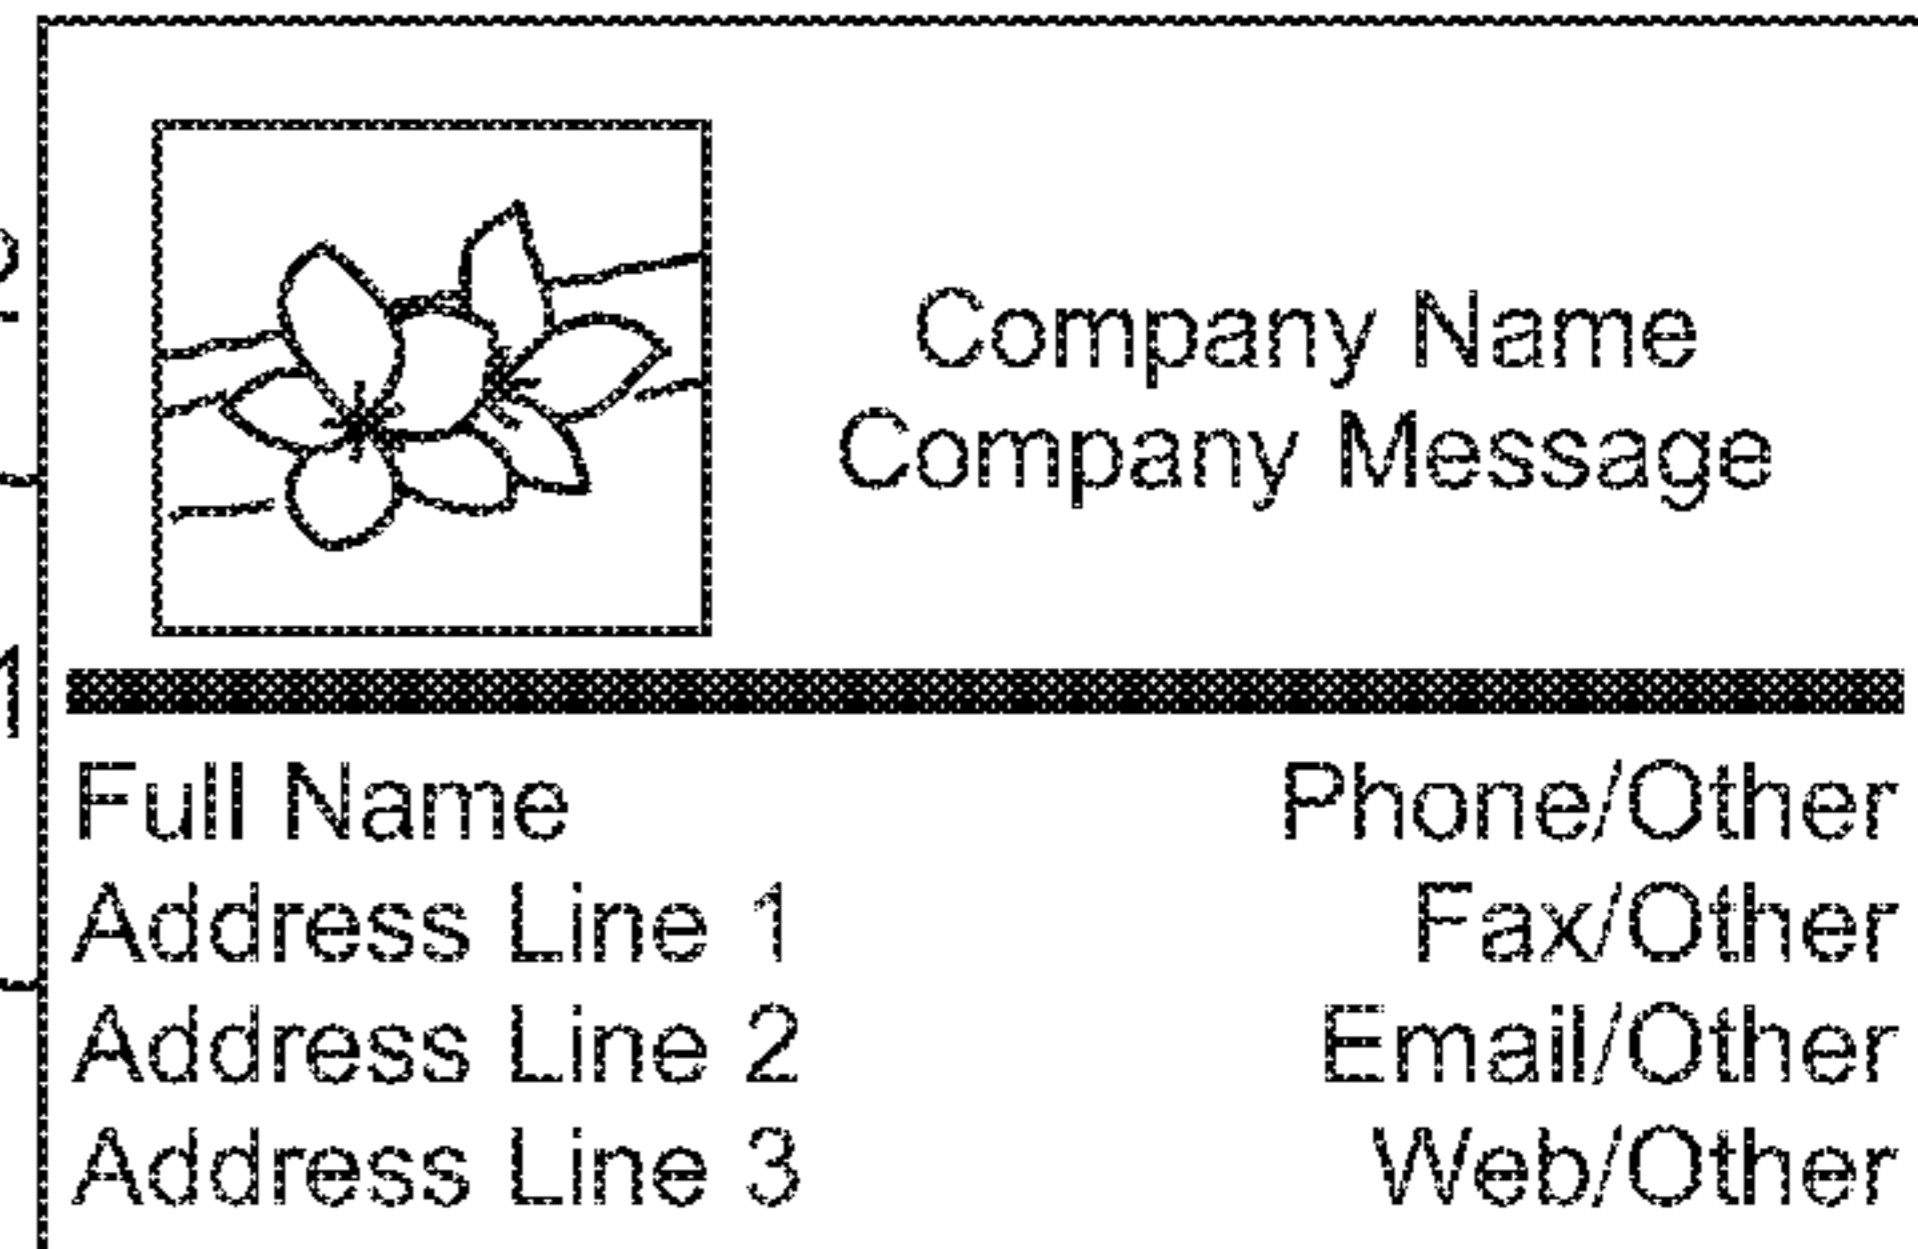 Company Name
Company Message
Full Name
Address Line 1
Address Line 2
Address Line 3
Phone/Other
Fax/Other
Email/Other
Web/Other